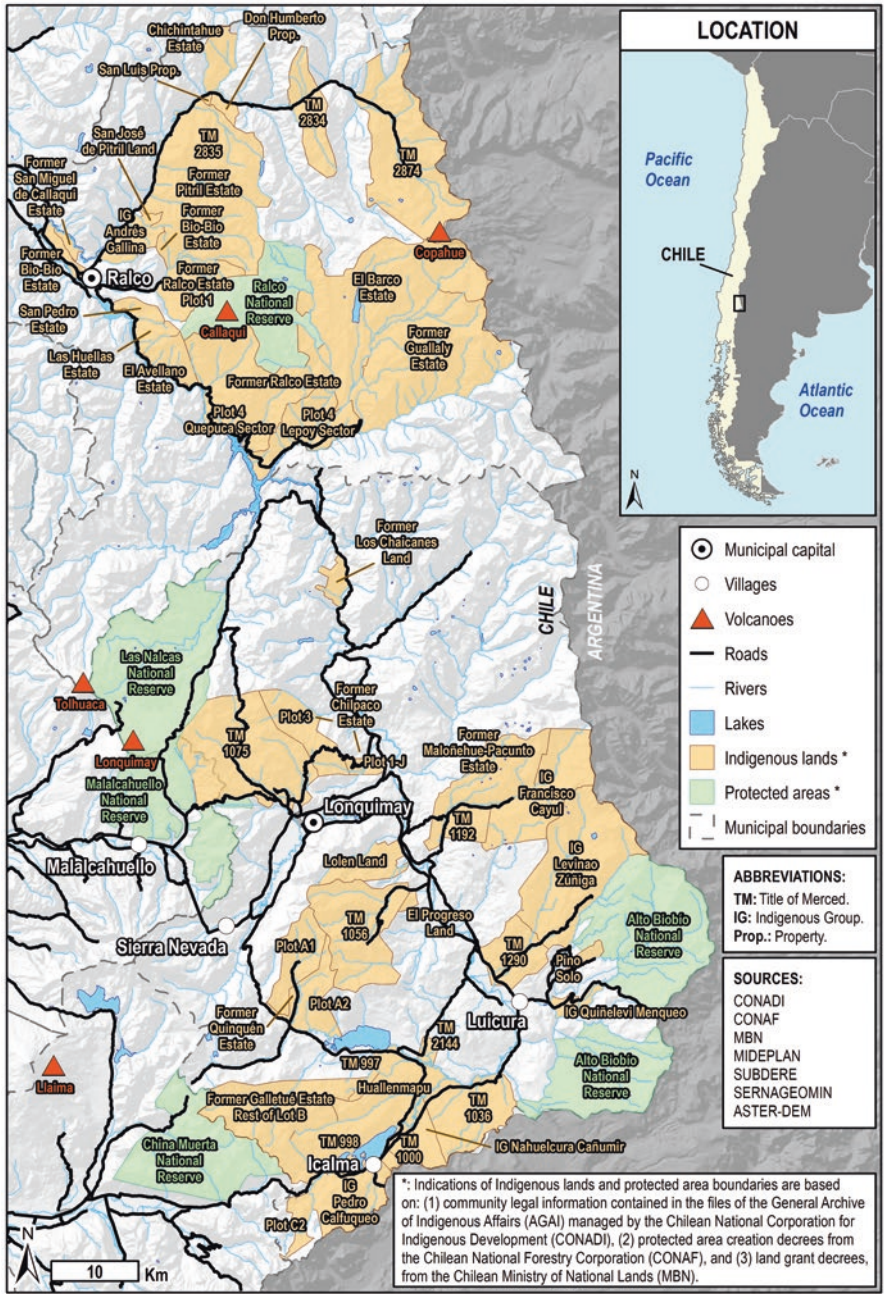 Chichintahue
Estate
Don Humberto
Prop.
San Luis Prop.
TM
2834
San José
de Pitril Land
TM
2835
TM
2874
Former
San Miguel
de Callaqui
Estate
Former
Pitril Estate
IG
Andrés
Gallina
Former
Bio-Bio
Estate
Copahue
Former
Bio-Bio
Estate
Ralco
Former
Ralco Estate
Plot 1
Ralco
National
Reserve
El Barco
Estate
San Pedro
Estate
Callaqui
Former
Guallaly
Estate
Las Huellas
Estate
El Avellano
Estate
Former Ralco Estate
Plot 4
Quepuca Sector
Plot 4
Lepoy Sector
Former
Los Chaicanes
Land
CHILE
ARGENTINA
Las Nalcas
National
Reserve
Tolhuaca
Former
Chilpaco
Estate
Plot 3
TM
1075
Lonquimay
Plot 1-J
Former
Maloñehue-Pacunto
Estate
Malalcahuello
National
Reserve
IG
Francisco
Cayul
Lonquimay
TM
1192
Malalcahuello
Lolen Land
IG
Levinao
Zúñiga
TM
1056
El Progreso
Land
Alto Biobio
National
Reserve
Sierra Nevada
Plot A1
TM
1290
Pino
Solo
Plot A2
Former
Quinquén
Estate
Luicura
IG Quiñelevi Menqueo
TM
2144
TM 997
Alto Biobio
National
Reserve
Llaima
Huallenmapu
Former Galletué Estate
Rest of Lot B
TM
1036
China Muerta
National
Reserve
TM 998
TM
1000
IG Nahuelcura Cañumir
Icalma
IG
Pedro
Calfuqueo
Plot C2
N
10 Km
LOCATION
Pacific
Ocean
CHILE
Atlantic
Ocean
N
Municipal capital
Villages
Volcanoes
Roads
Rivers
Lakes
Indigenous lands *
Protected areas *
Municipal boundaries
ABBREVIATIONS:
TM: Title of Merced.
IG: Indigenous Group.
Prop.: Property.
SOURCES:
CONADI
CONAF
MBN
MIDEPLAN
SUBDERE
SERNAGEOMIN
ASTER-DEM
*: Indications of Indigenous lands and protected area boundaries are based
on: (1) community legal information contained in the files of the General Archive
of Indigenous Affairs (AGAI) managed by the Chilean National Corporation for
Indigenous Development (CONADI), (2) protected area creation decrees from
the Chilean National Forestry Corporation (CONAF), and (3) land grant decrees,
from the Chilean Ministry of National Lands (MBN).